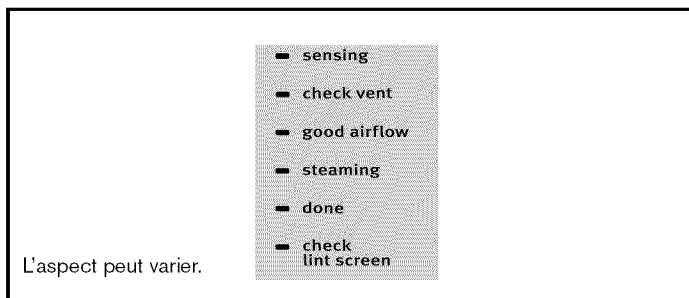 sensing
check vent
good airflow
steaming
done
check
lint screen
L'aspect peut varier.